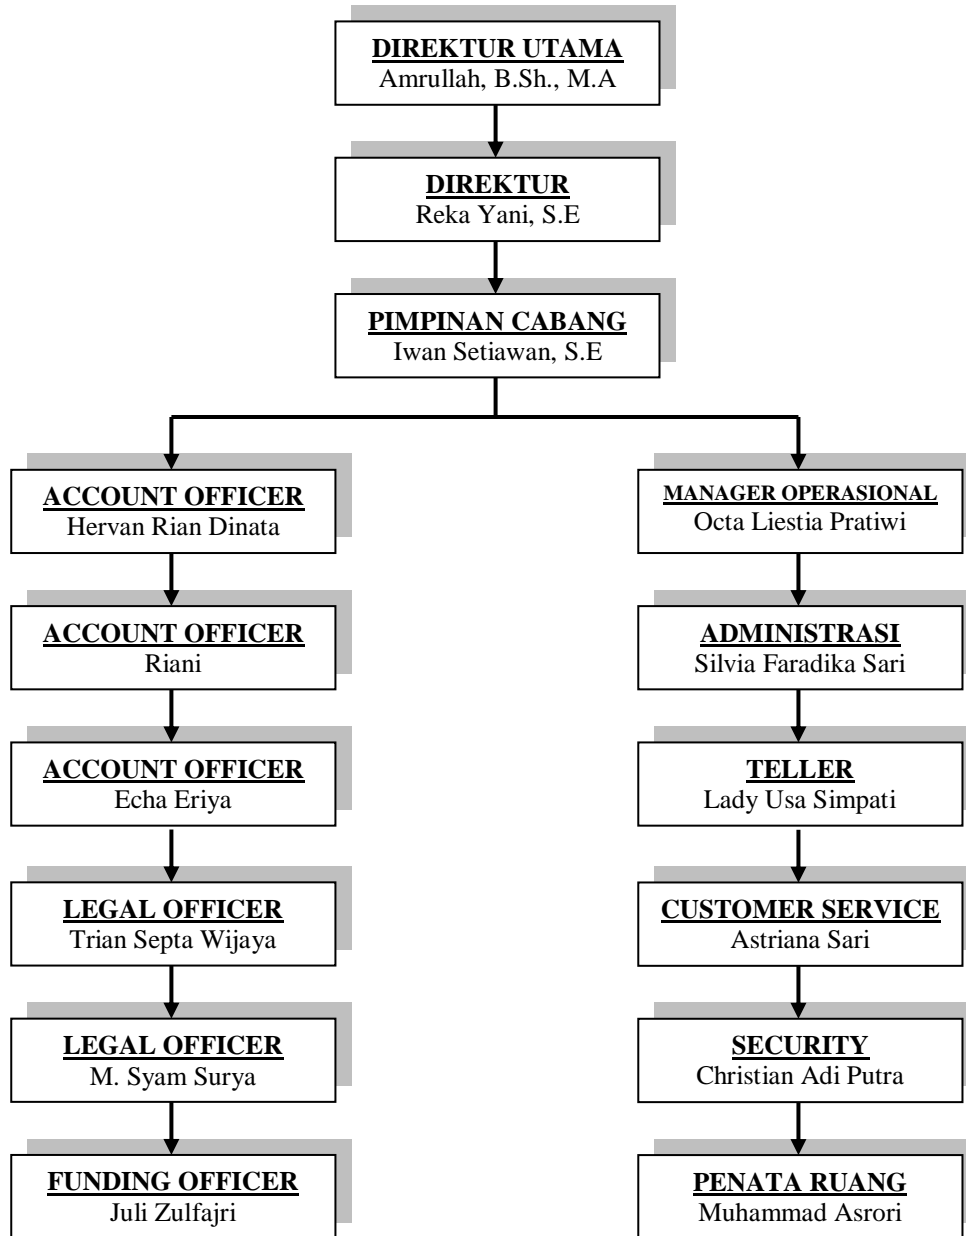 DIREKTUR UTAMA
Amrullah, B.Sh., M.A
DIREKTUR
Reka Yani, S.E
PIMPINAN CABANG
Iwan Setiawan, S.E
ACCOUNT OFFICER
Hervan Rian Dinata
ACCOUNT OFFICER
Riani
ACCOUNT OFFICER
Echa Eriya
LEGAL OFFICER
Trian Septa Wijaya
LEGAL OFFICER
M. Syam Surya
FUNDING OFFICER
Juli Zulfajri
MANAGER OPERASIONAL
Octa Liestia Pratiwi
ADMINISTRASI
Silvia Faradika Sari
TELLER
Lady Usa Simpati
CUSTOMER SERVICE
Astriana Sari
SECURITY
Christian Adi Putra
PENATA RUANG
Muhammad Asrori